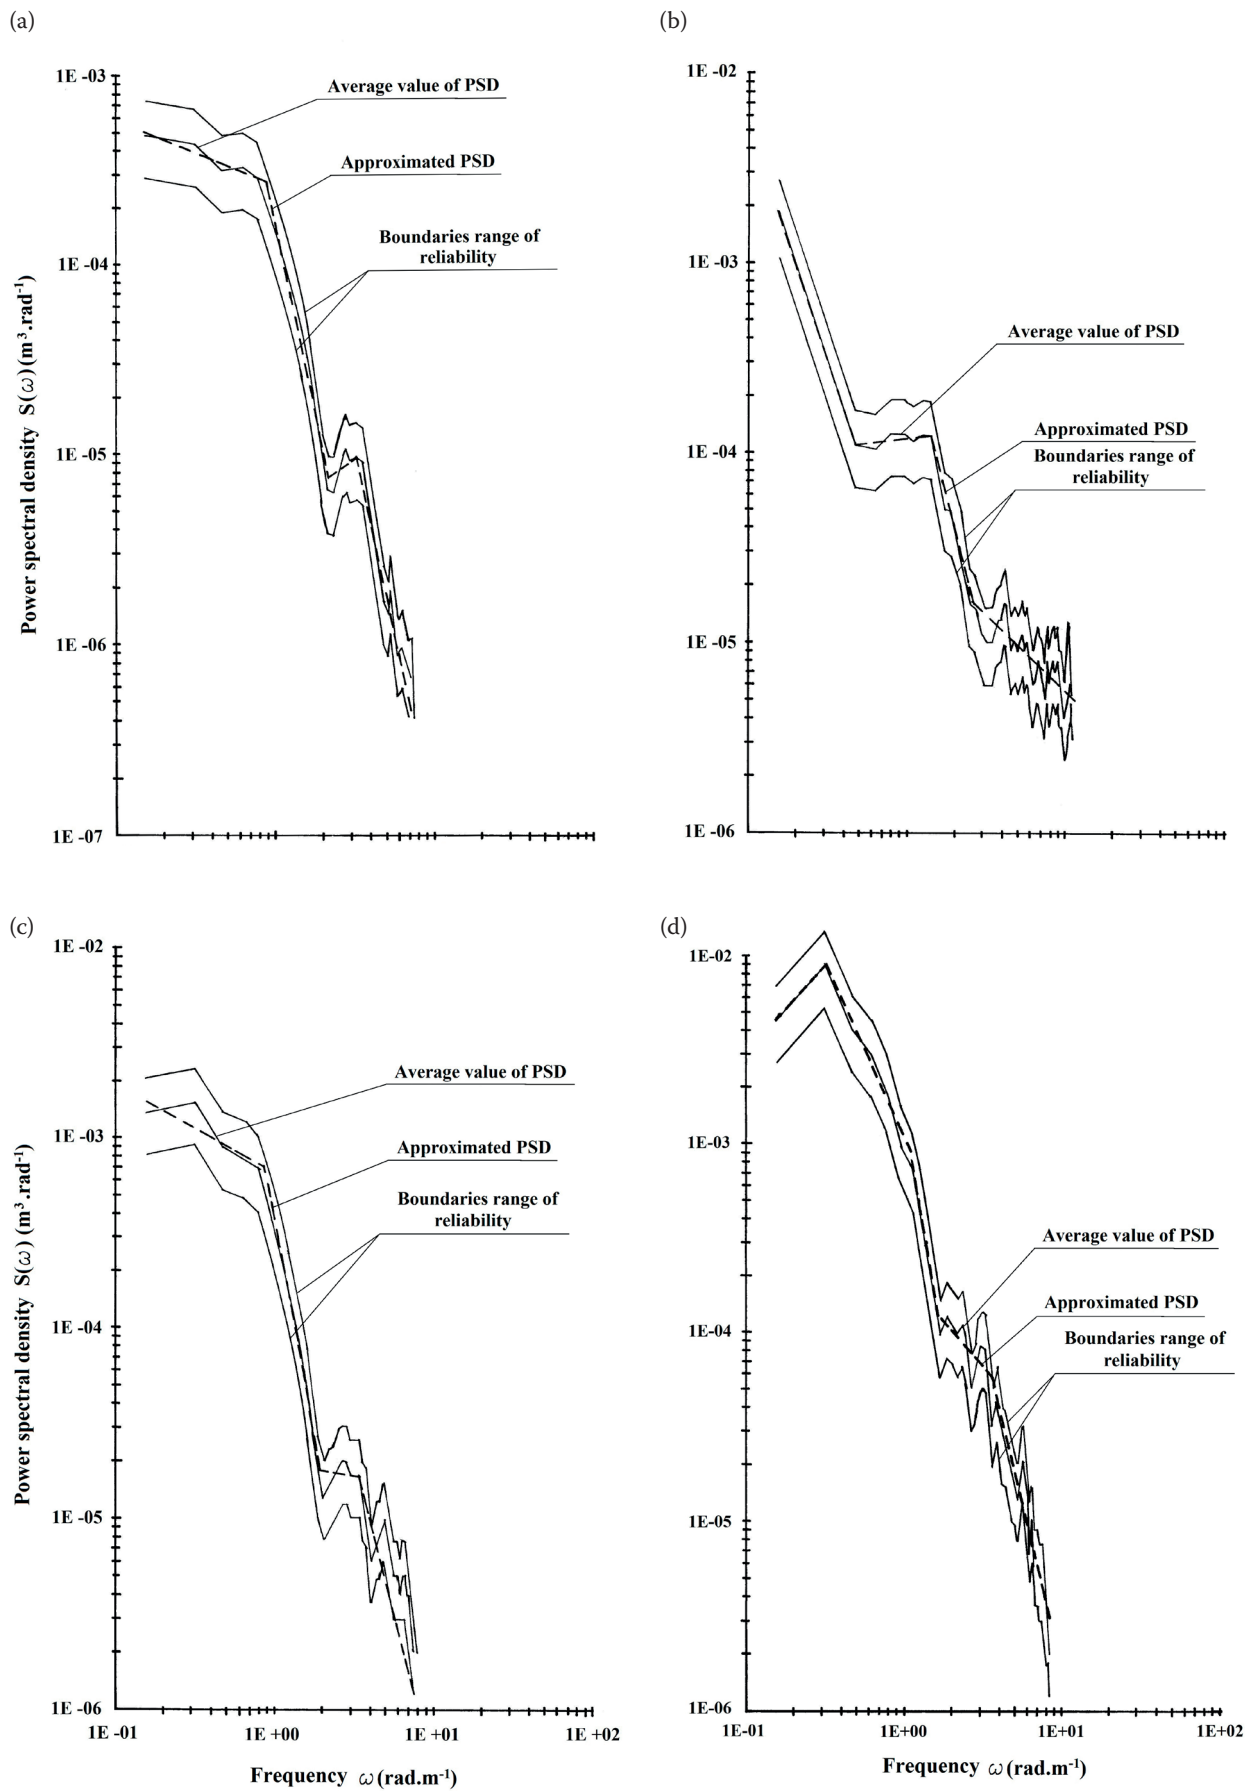 (a)
1E -03
Average value of PSD
Approximated PSD
Boundaries range of
reliability
1E -04
1E -05
1E -06
1E -07
Power spectral density S(ω) (m³.rad⁻¹)
(b)
1E -02
1E -03
Average value of PSD
Approximated PSD
Boundaries range of
reliability
1E -04
1E -05
1E -06
(c)
1E -02
Average value of PSD
1E -03
Approximated PSD
Boundaries range of
reliability
1E -04
1E -05
1E -06
1E -01
1E +00
1E +01
1E +02
Power spectral density S(ω) (m³.rad⁻¹)
Frequency ω(rad.m⁻¹)
(d)
1E-02
1E-03
Average value of PSD
Approximated PSD
1E-04
Boundaries range of
reliability
1E-05
1E-06
1E-01
1E+00
1E+01
1E+02
Frequency ω(rad.m⁻¹)